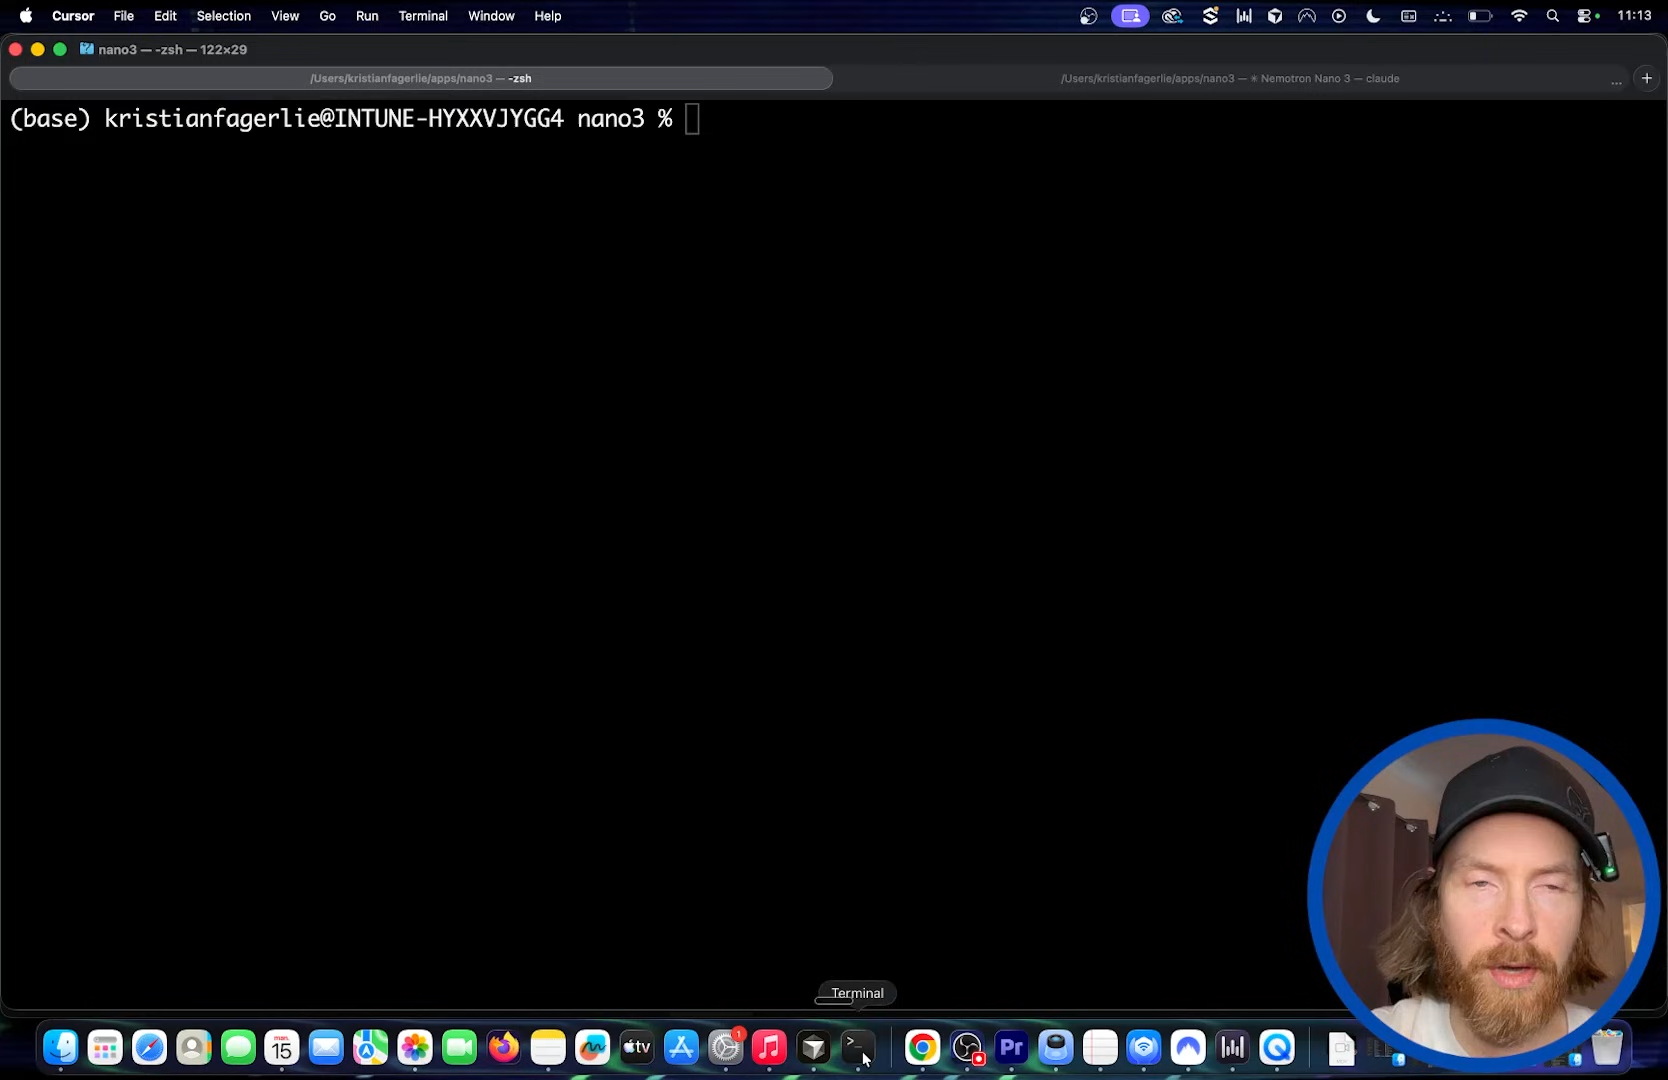 Cursor File Edit Selection View Go Run Terminal Window Help 11:13
nano3 — -zsh — 122×29
/Users/kristianfagerlie/apps/nano3 — -zsh
/Users/kristianfagerlie/apps/nano3 — ✳ Nemotron Nano 3 — claude ... +
(base) kristianfagerlie@INTUNE-HYXXVJYGG4 nano3 %
Terminal
man.
15
tv
1
>_
Pr